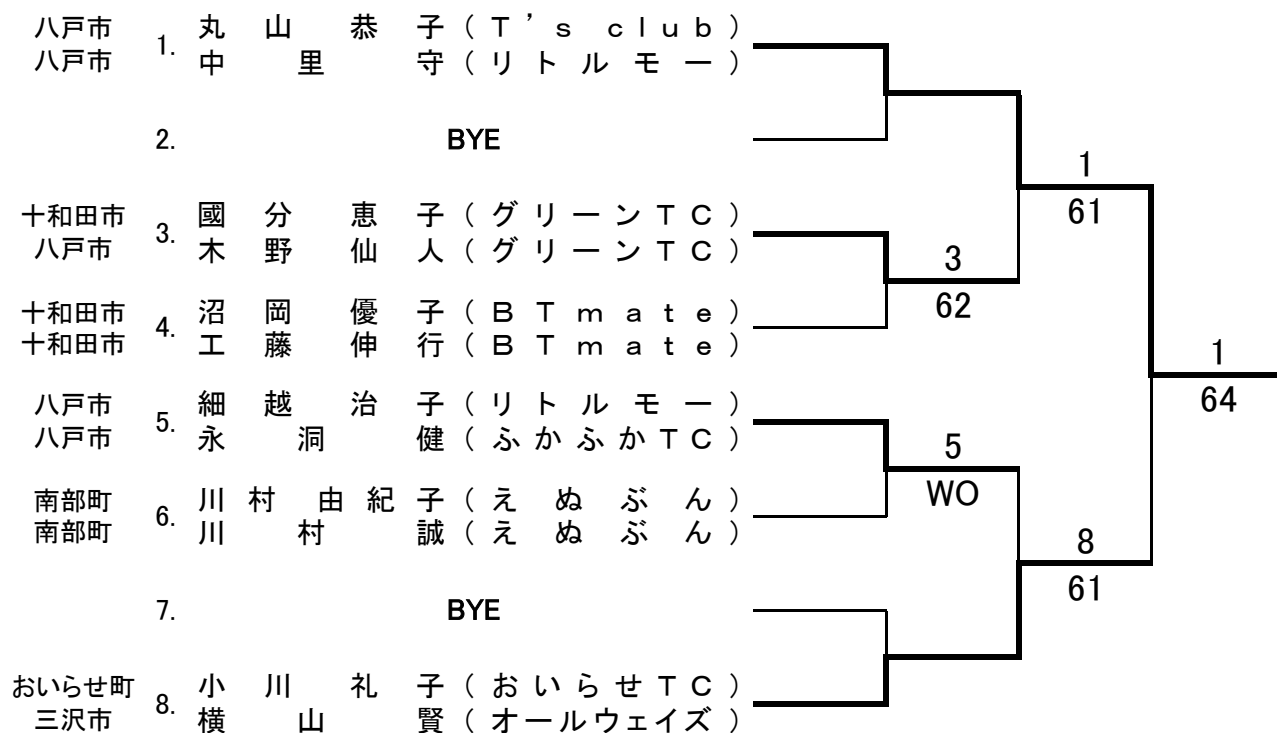 八戸市 1. 丸山恭子(T's club)
八戸市 中里守(リトルモー)
2. BYE
十和田市 3. 國分恵子(グリーンTC)
八戸市 木野仙人(グリーンTC)
十和田市 4. 沼岡優子(BTmate)
十和田市 工藤伸行(BTmate)
八戸市 5. 細越治子(リトルモー)
八戸市 永洞健(ふかふかTC)
南部町 6. 川村由紀子(えぬぶん)
南部町 川村誠(えぬぶん)
7. BYE
おいらせ町 8. 小川礼子(おいらせTC)
三沢市 横山賢(オールウェイズ)
3
62
5
WO
1
61
8
61
1
64